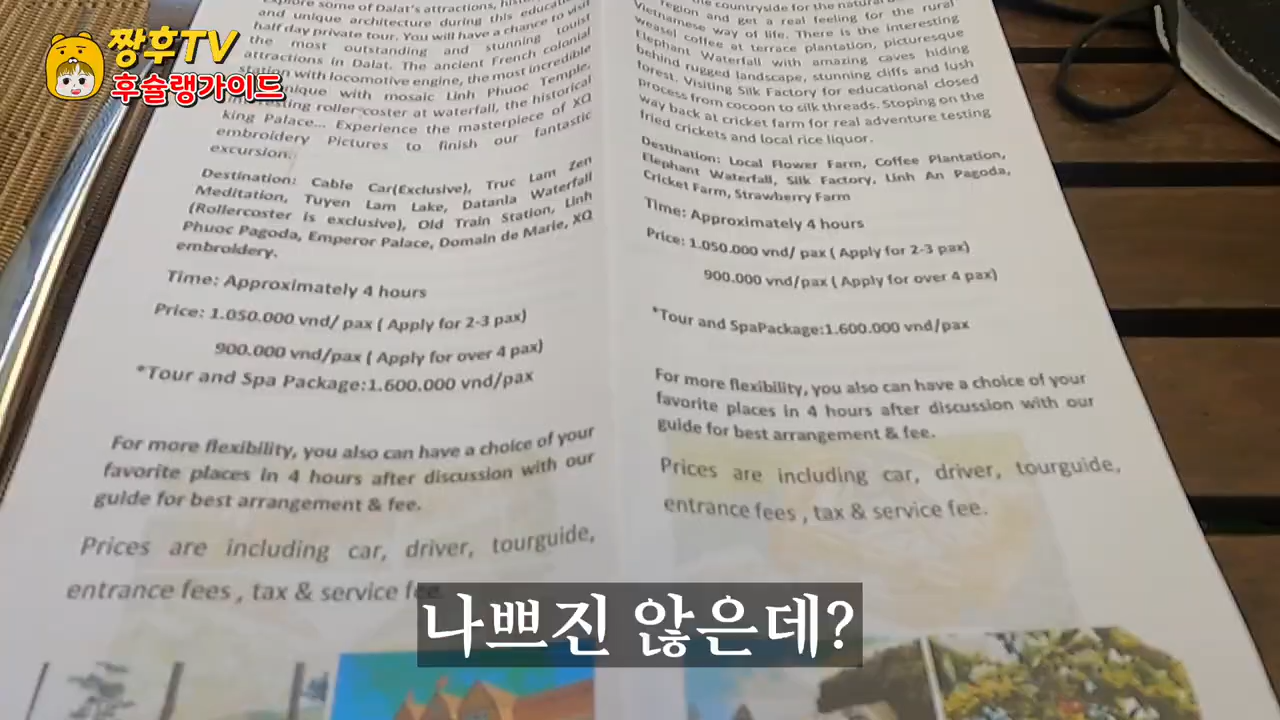 짱후TV
후슐랭가이드
Explore some of Dalat's attractions,
and unique architecture during this
half day private tour. You will have a chance to visit
the most outstanding and stunning tourist
attractions in Dalat. The ancient French colonial
station with locomotive engine, the most incredible
unique with mosaic Linh Phuoc Temple,
roller-coster at waterfall, the historical
king Palace... Experience the masterpiece of XQ
embroidery Pictures to finish our fantastic
excursion.
Destination: Cable Car(Exclusive), Truc Lam Zen
Meditation, Tuyen Lam Lake, Datanla Waterfall
(Rollercoster is exclusive), Old Train Station, Linh
Phuoc Pagoda, Emperor Palace, Domain de Marie, XQ
embroidery.
Time: Approximately 4 hours
Price: 1.050.000 vnd/ pax ( Apply for 2-3 pax)
900.000 vnd/pax ( Apply for over 4 pax)
*Tour and Spa Package:1.600.000 vnd/pax
For more flexibility, you also can have a choice of your
favorite places in 4 hours after discussion with our
guide for best arrangement & fee.
Prices are including car, driver, tourguide,
entrance fees , tax & service
countryside for the natural
region and get a real feeling for the rural
Vietnamese way of life. There is the interesting
weasel coffee at terrace plantation, picturesque
Elephant Waterfall with amazing caves hiding
behind rugged landscape, storming cliffs and lush
forest. Visiting Silk Factory for educational closed
process from cocoon to silk threads. Stoping on the
way back at cricket farm for real adventure testing
fried crickets and local rice liquor.
Destination: Local Flower Farm, Coffee Plantation,
Elephant Waterfall, Silk Factory, Linh An Pagoda,
Cricket Farm, Strawberry Farm
Time: Approximately 4 hours
Price: 1.050.000 vnd/ pax ( Apply for 2-3 pax)
900.000 vnd/pax ( Apply for over 4 pax)
*Tour and SpaPackage:1.600.000 vnd/pax
For more flexibility, you also can have a choice of your
favorite places in 4 hours after discussion with our
guide for best arrangement & fee.
Prices are including car, driver, tourguide,
entrance fees , tax & service fee.
나쁘진 않은데?